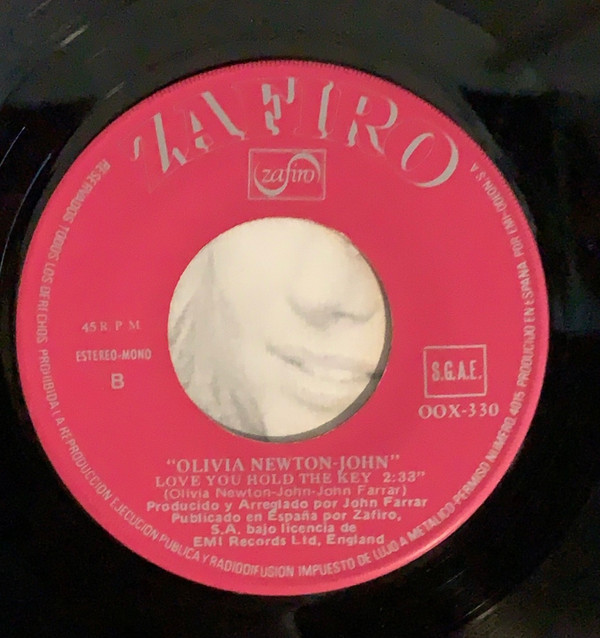 ZAFIRO
zafiro
RESERVADOS TODOS LOS DERECHOS PROHIBIDA LA REPRODUCCION EJECUCION PUBLICA Y RADIODIFUSION IMPUESTO DE LUJO A METALICO-PERMISO NUMERO. 4015 PRODUCIDO EN ESPAÑA POR EMI-ODEON S A
45 R. P. M
ESTEREO-MONO
B
S.G.A.E.
OOX-330
"OLIVIA NEWTON-JOHN"
LOVE YOU HOLD THE KEY 2:33"
(Olivia Newton-John-John Farrar)
Producido y Arreglado por John Farrar
Publicado en España por Zafiro,
S.A. bajo licencia de
EMI Records Ltd, England